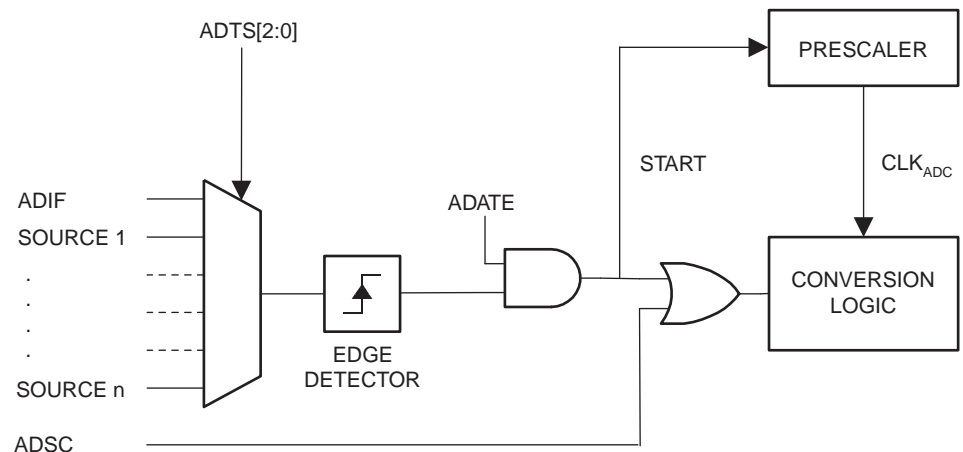 ADTS[2:0]
PRESCALER
START
CLKADC
ADIF
SOURCE 1
.
.
.
.
SOURCE n
ADSC
ADATE
EDGE
DETECTOR
CONVERSION
LOGIC